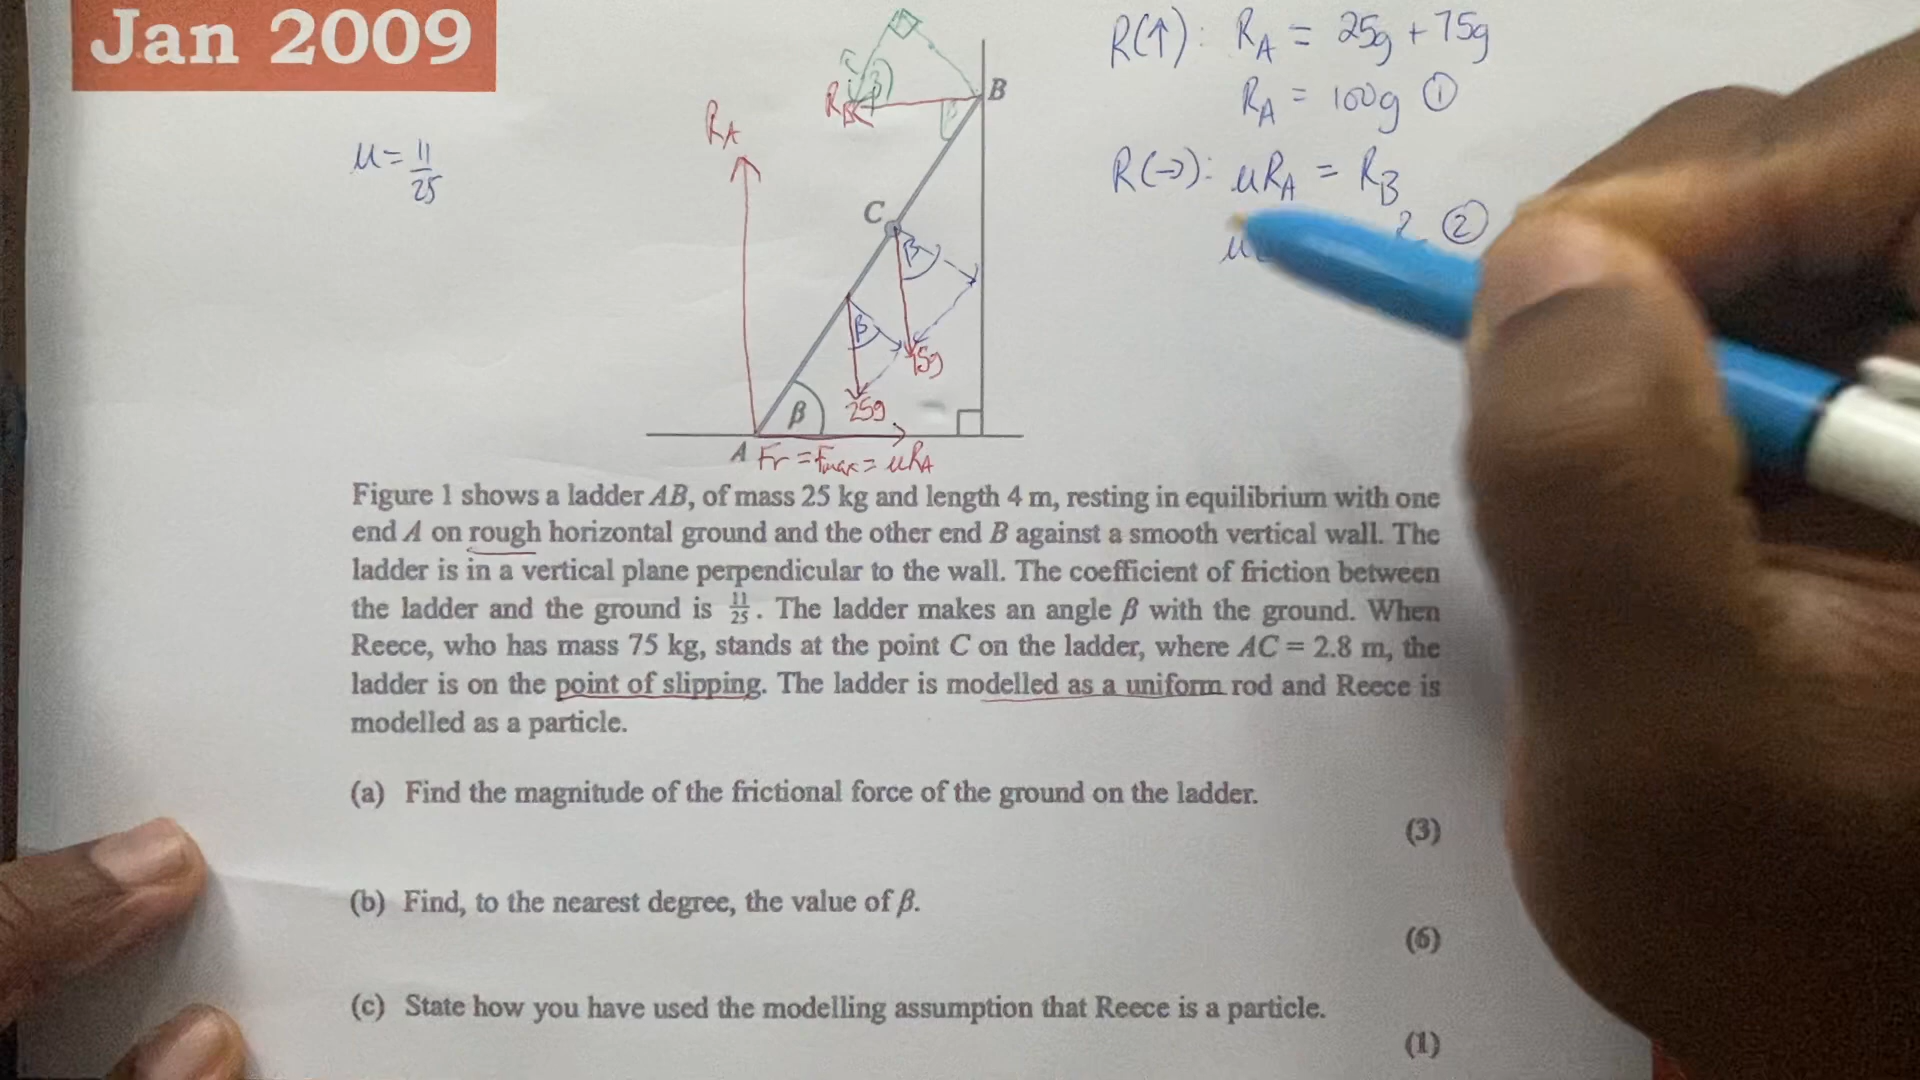 Jan 2009
μ = 11/25
R_A
R_B
β
B
β
C
β
β
75g
25g
β
A
Fr = Fmax = μR_A
R(↑): R_A = 25g + 75g
R_A = 100g ①
R(→): μR_A = R_B
②
Figure 1 shows a ladder AB, of mass 25 kg and length 4 m, resting in equilibrium with one
end A on rough horizontal ground and the other end B against a smooth vertical wall. The
ladder is in a vertical plane perpendicular to the wall. The coefficient of friction between
the ladder and the ground is 11/25. The ladder makes an angle β with the ground. When
Reece, who has mass 75 kg, stands at the point C on the ladder, where AC = 2.8 m, the
ladder is on the point of slipping. The ladder is modelled as a uniform rod and Reece is
modelled as a particle.
(a) Find the magnitude of the frictional force of the ground on the ladder.
(3)
(b) Find, to the nearest degree, the value of β.
(6)
(c) State how you have used the modelling assumption that Reece is a particle.
(1)